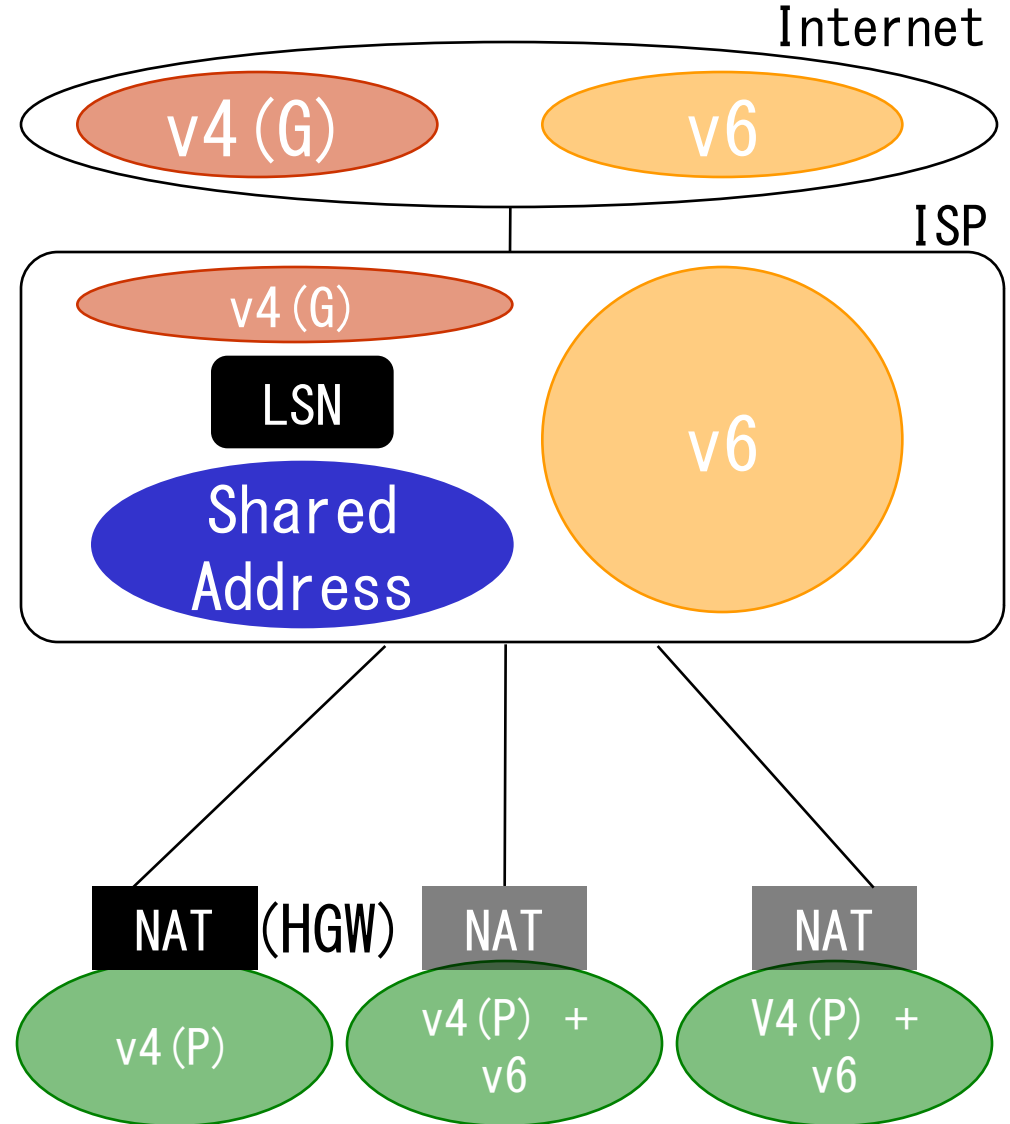 Internet
v4(G)
v6
ISP
v4(G)
LSN
v6
Shared
Address
NAT
(HGW)
NAT
NAT
v4(P)
v4(P) +
v6
V4(P) +
v6